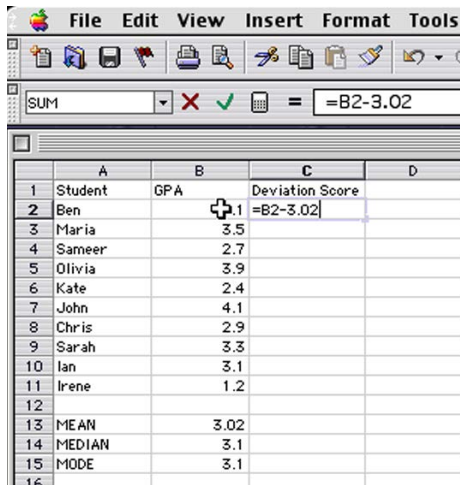 File Edit View Insert Format Tools
SUM = =B2-3.02
A B C D
1 Student GPA Deviation Score
2 Ben .1 =B2-3.02
3 Maria 3.5
4 Sameer 2.7
5 Olivia 3.9
6 Kate 2.4
7 John 4.1
8 Chris 2.9
9 Sarah 3.3
10 Ian 3.1
11 Irene 1.2
12
13 MEAN 3.02
14 MEDIAN 3.1
15 MODE 3.1
16